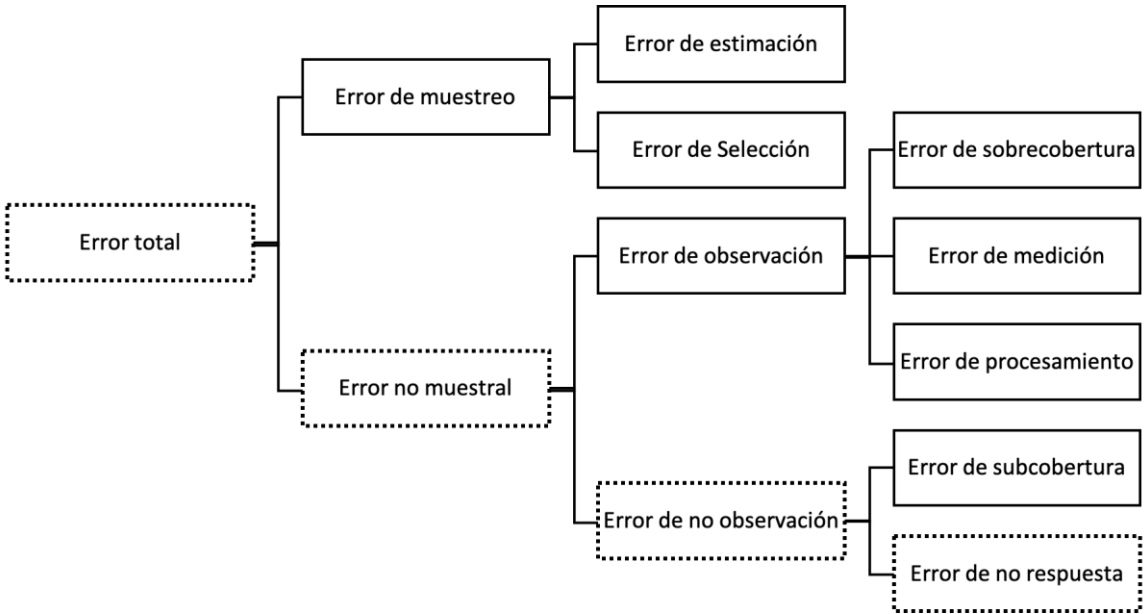 Error de estimación
Error de muestreo
Error de Selección
Error de sobrecobertura
Error total
Error de observación
Error de medición
Error de procesamiento
Error no muestral
Error de subcobertura
Error de no observación
Error de no respuesta